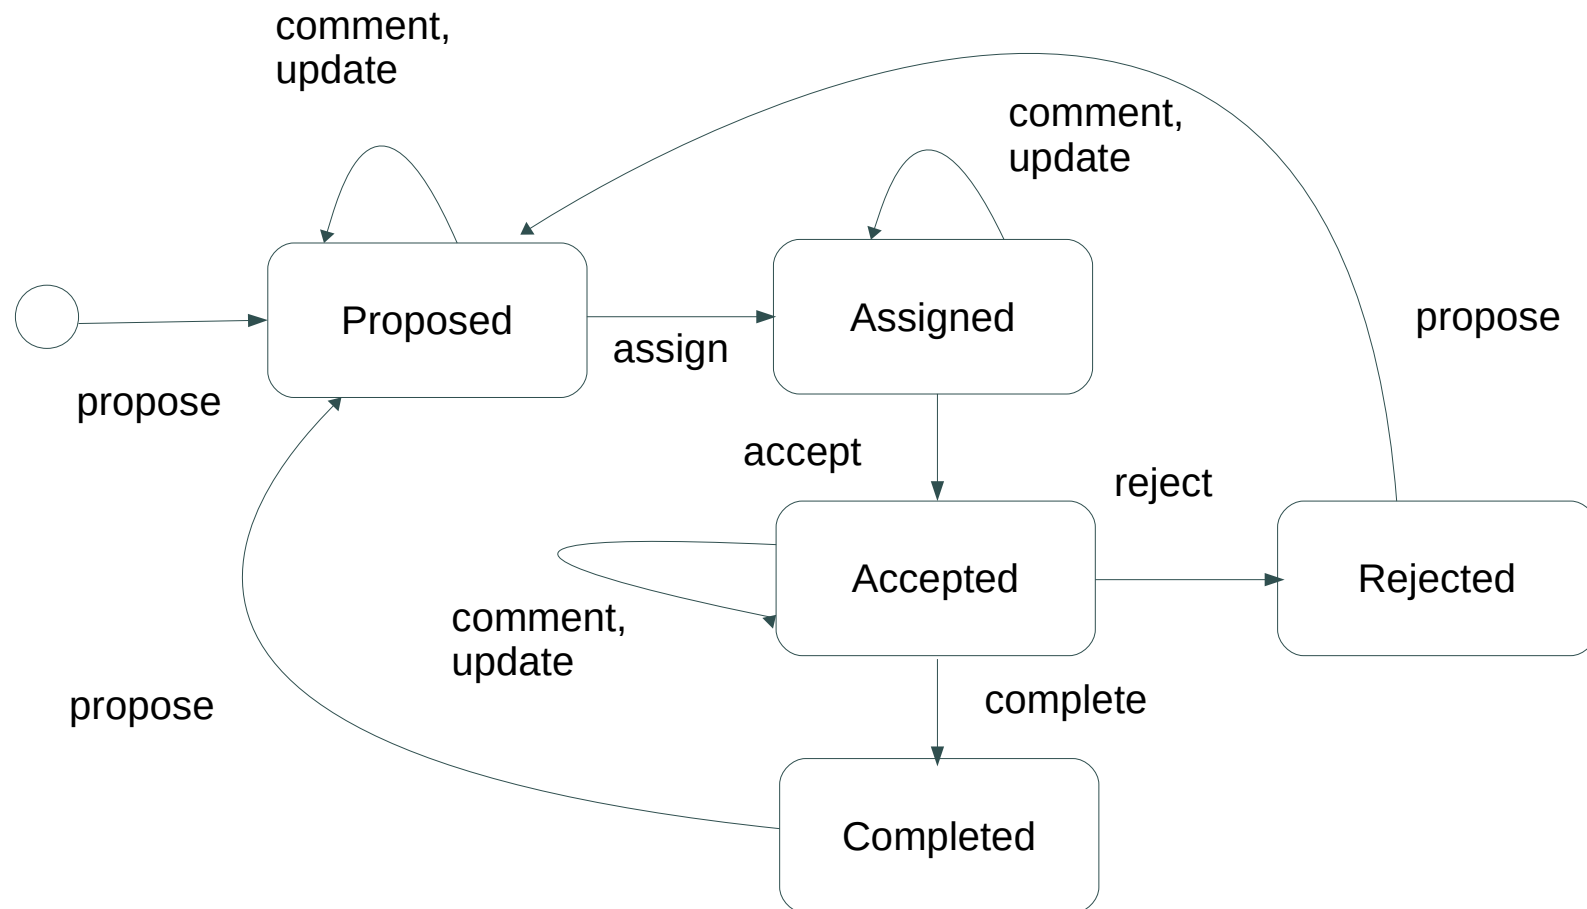 comment,
update
comment,
update
propose
Proposed
Assigned
assign
propose
accept
reject
Accepted
Rejected
comment,
update
propose
complete
Completed